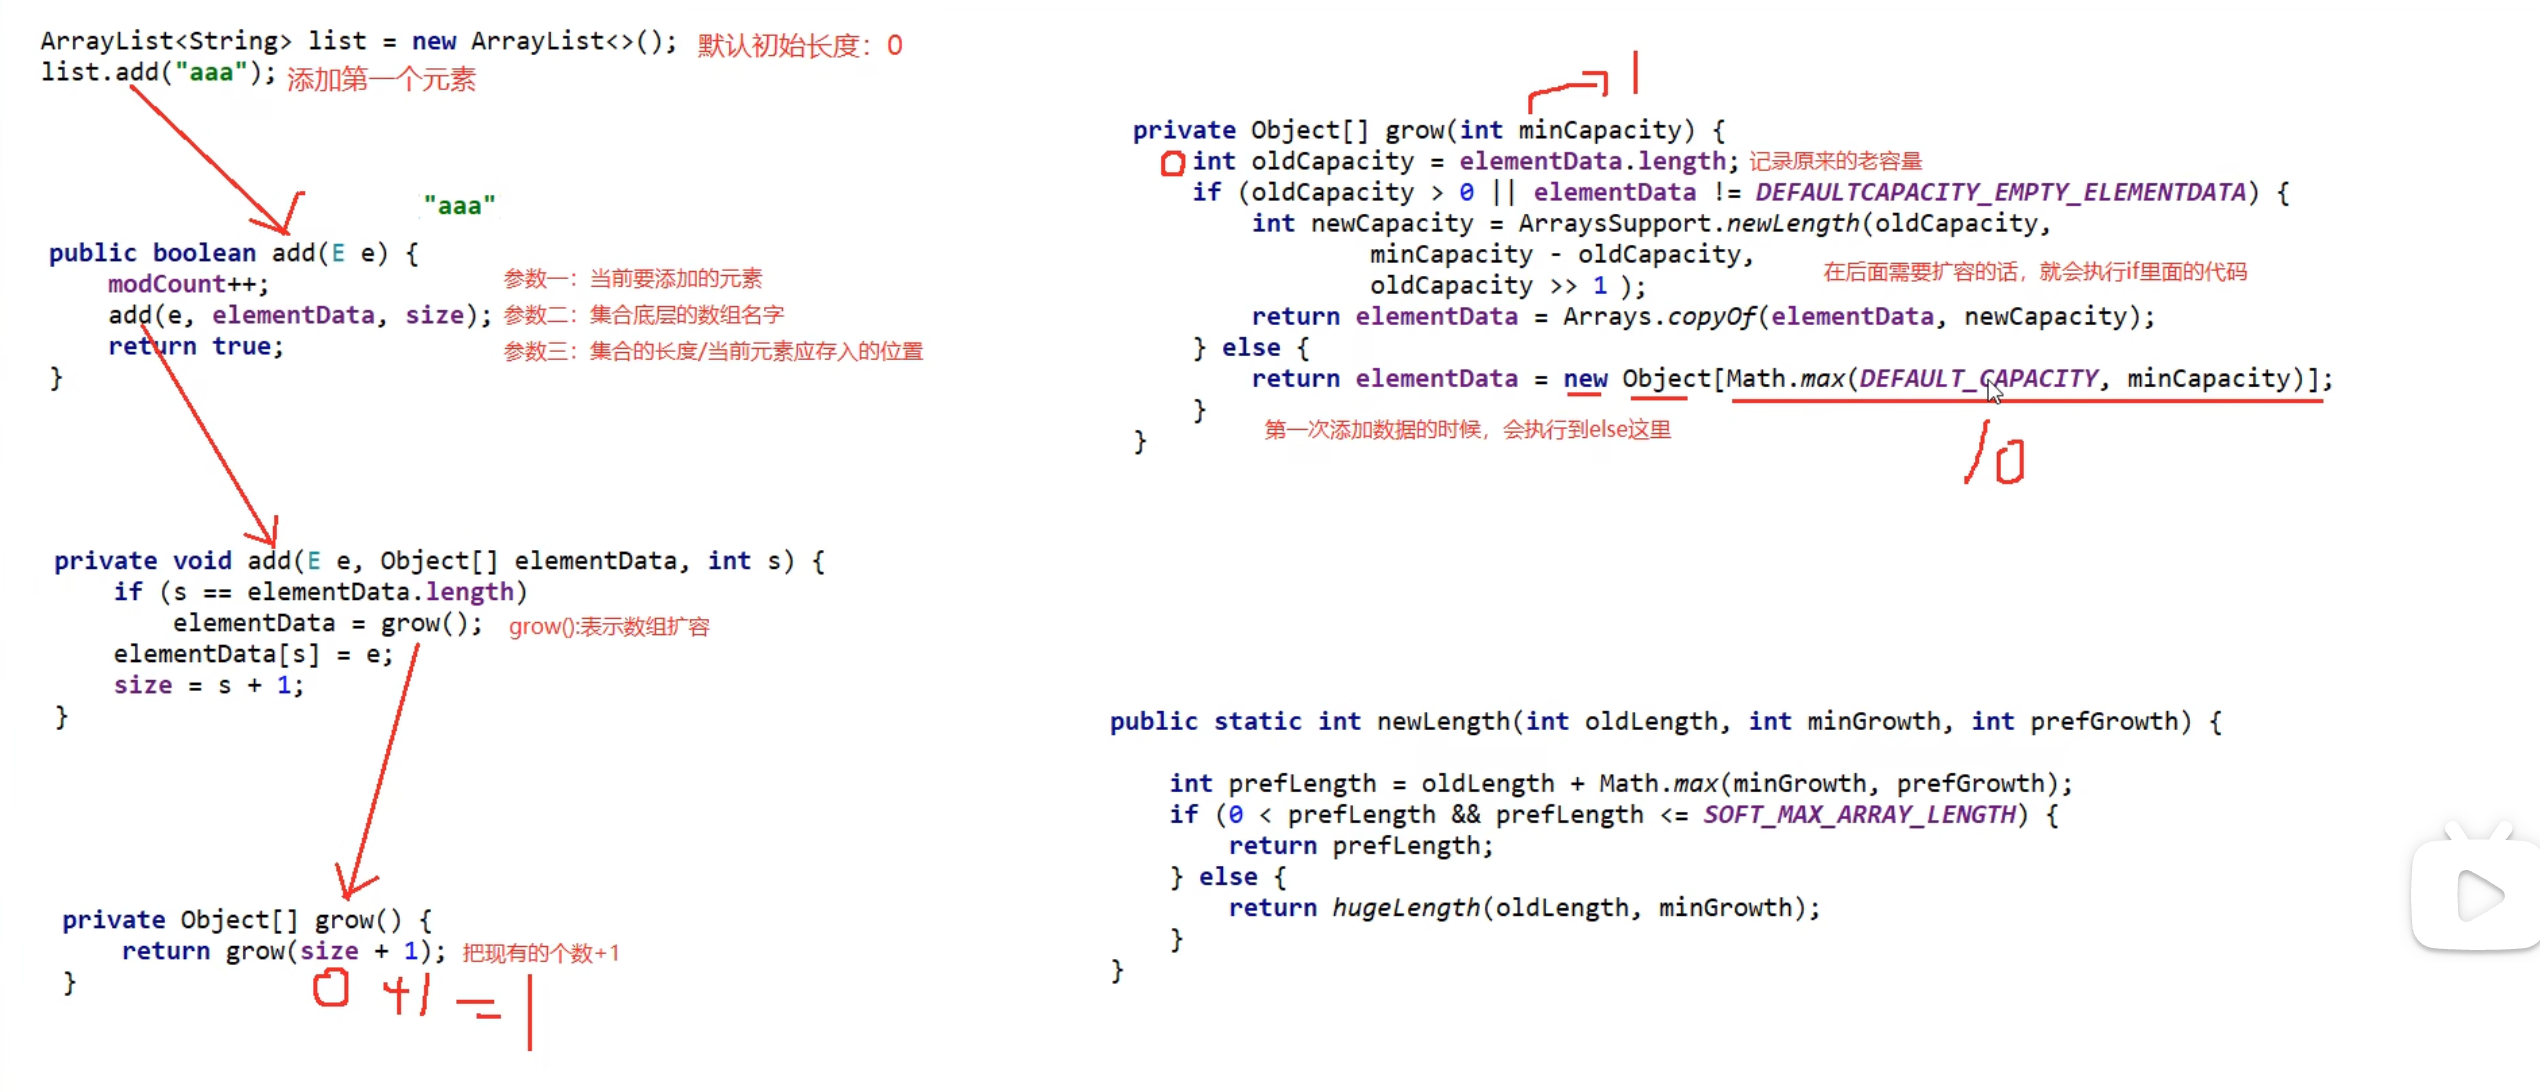 ArrayList<String> list = new ArrayList<>(); 默认初始长度：0
list.add("aaa"); 添加第一个元素
"aaa"
public boolean add(E e) {
modCount++;
add(e, elementData, size);
return true;
}
参数一：当前要添加的元素
参数二：集合底层的数组名字
参数三：集合的长度/当前元素应存入的位置
private void add(E e, Object[] elementData, int s) {
if (s == elementData.length)
elementData = grow(); grow():表示数组扩容
elementData[s] = e;
size = s + 1;
}
private Object[] grow() {
return grow(size + 1); 把现有的个数+1
}
0 +1 = 1
1
private Object[] grow(int minCapacity) {
0 int oldCapacity = elementData.length; 记录原来的老容量
if (oldCapacity > 0 || elementData != DEFAULTCAPACITY_EMPTY_ELEMENTDATA) {
int newCapacity = ArraysSupport.newLength(oldCapacity,
minCapacity - oldCapacity,
oldCapacity >> 1 );
在后面需要扩容的话，就会执行if里面的代码
return elementData = Arrays.copyOf(elementData, newCapacity);
} else {
return elementData = new Object[Math.max(DEFAULT_CAPACITY, minCapacity)];
}
第一次添加数据的时候，会执行到else这里
}
10
public static int newLength(int oldLength, int minGrowth, int prefGrowth) {
int prefLength = oldLength + Math.max(minGrowth, prefGrowth);
if (0 < prefLength && prefLength <= SOFT_MAX_ARRAY_LENGTH) {
return prefLength;
} else {
return hugeLength(oldLength, minGrowth);
}
}